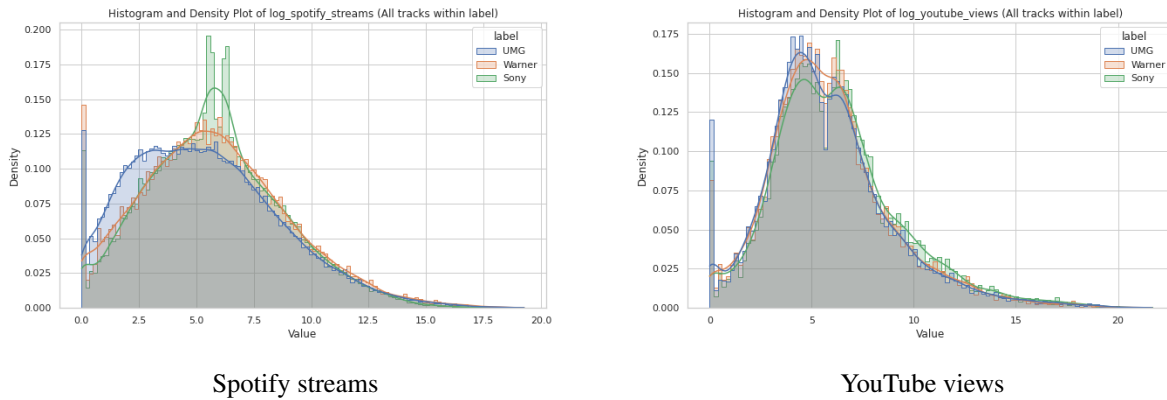 Histogram and Density Plot of log_spotify_streams (All tracks within label)
0.200
0.175
0.150
0.125
0.100
0.075
0.050
0.025
0.000
Density
label
UMG
Warner
Sony
0.0
2.5
5.0
7.5
10.0
12.5
15.0
17.5
20.0
Value
Spotify streams
Histogram and Density Plot of log_youtube_views (All tracks within label)
0.175
0.150
0.125
0.100
0.075
0.050
0.025
0.000
Density
label
UMG
Warner
Sony
0
5
10
15
20
Value
YouTube views